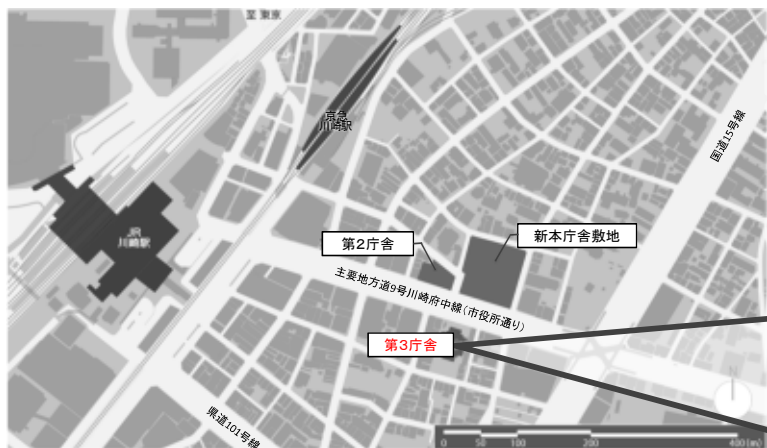 至 東京
京急
川崎駅
国道15号線
JR
川崎駅
第2庁舎
新本庁舎敷地
主要地方道9号川崎府中線(市役所通り)
第3庁舎
県道101号線
N
0 50 100 200 400(m)